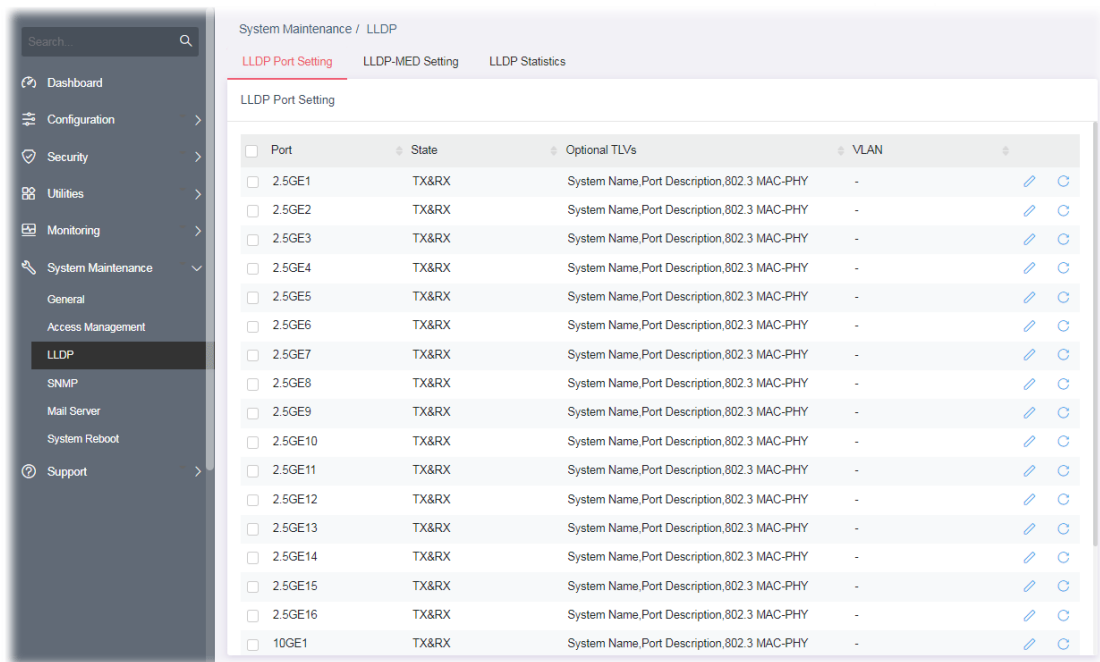 Search...
Dashboard
Configuration
Security
Utilities
Monitoring
System Maintenance
General
Access Management
LLDP
SNMP
Mail Server
System Reboot
Support
System Maintenance / LLDP
LLDP Port Setting LLDP-MED Setting LLDP Statistics
LLDP Port Setting
Port State Optional TLVs VLAN
2.5GE1 TX&RX System Name,Port Description,802.3 MAC-PHY -
2.5GE2 TX&RX System Name,Port Description,802.3 MAC-PHY -
2.5GE3 TX&RX System Name,Port Description,802.3 MAC-PHY -
2.5GE4 TX&RX System Name,Port Description,802.3 MAC-PHY -
2.5GE5 TX&RX System Name,Port Description,802.3 MAC-PHY -
2.5GE6 TX&RX System Name,Port Description,802.3 MAC-PHY -
2.5GE7 TX&RX System Name,Port Description,802.3 MAC-PHY -
2.5GE8 TX&RX System Name,Port Description,802.3 MAC-PHY -
2.5GE9 TX&RX System Name,Port Description,802.3 MAC-PHY -
2.5GE10 TX&RX System Name,Port Description,802.3 MAC-PHY -
2.5GE11 TX&RX System Name,Port Description,802.3 MAC-PHY -
2.5GE12 TX&RX System Name,Port Description,802.3 MAC-PHY -
2.5GE13 TX&RX System Name,Port Description,802.3 MAC-PHY -
2.5GE14 TX&RX System Name,Port Description,802.3 MAC-PHY -
2.5GE15 TX&RX System Name,Port Description,802.3 MAC-PHY -
2.5GE16 TX&RX System Name,Port Description,802.3 MAC-PHY -
10GE1 TX&RX System Name,Port Description,802.3 MAC-PHY -